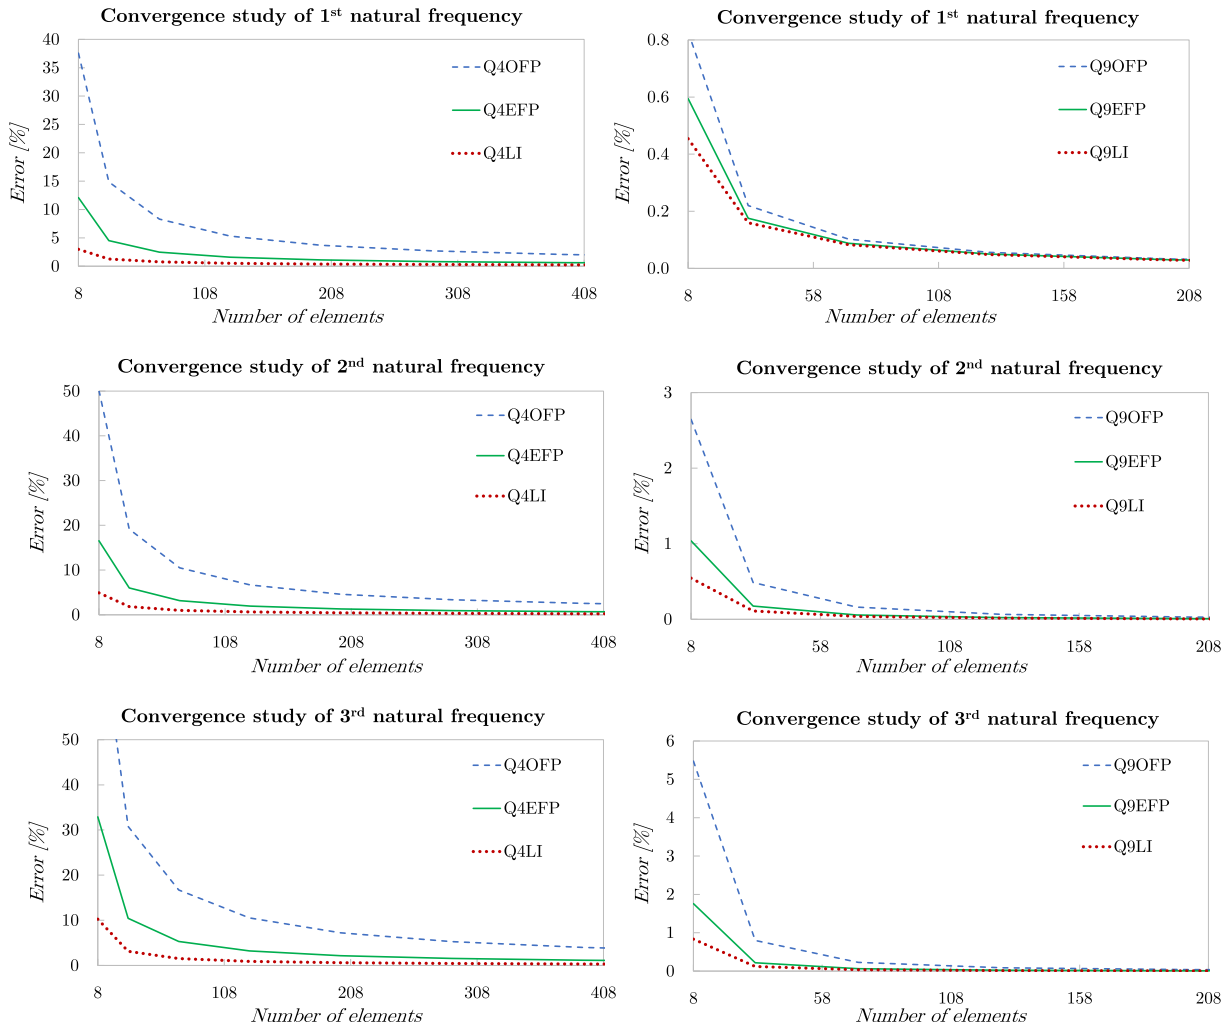 Convergence study of 1st natural frequency
40
35
30
25
20
15
10
5
0
Error [%]
Q4OFP
Q4EFP
Q4LI
8 108 208 308 408
Number of elements
Convergence study of 1st natural frequency
0.8
0.6
0.4
0.2
0.0
Error [%]
Q9OFP
Q9EFP
Q9LI
8 58 108 158 208
Number of elements
Convergence study of 2nd natural frequency
50
40
30
20
10
0
Error [%]
Q4OFP
Q4EFP
Q4LI
8 108 208 308 408
Number of elements
Convergence study of 2nd natural frequency
3
2
1
0
Error [%]
Q9OFP
Q9EFP
Q9LI
8 58 108 158 208
Number of elements
Convergence study of 3rd natural frequency
50
40
30
20
10
0
Error [%]
Q4OFP
Q4EFP
Q4LI
8 108 208 308 408
Number of elements
Convergence study of 3rd natural frequency
6
5
4
3
2
1
0
Error [%]
Q9OFP
Q9EFP
Q9LI
8 58 108 158 208
Number of elements